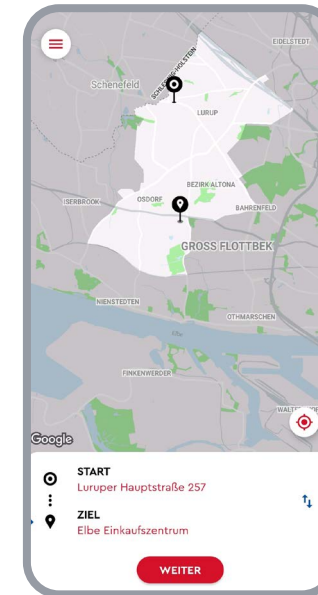 EIDELSTEDT
Schenefeld
SCHLESWIG-HOLSTEIN
LURUP
BEZIRK ALTONA
ISERBROOK
OSDORF
BAHRENFELD
GROSS FLOTTBEK
NIENSTEDTEN
OTHMARSCHEN
FINKENWERDER
Google
START
Luruper Hauptstraße 257
ZIEL
Elbe Einkaufszentrum
WEITER